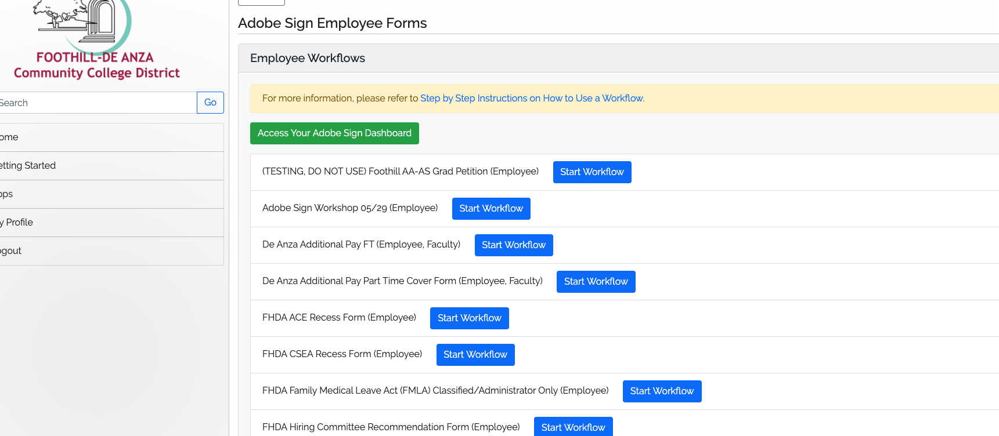 FOOTHILL-DE ANZA
Community College District
Search
Go
ome
etting Started
pps
y Profile
ogout
Adobe Sign Employee Forms
Employee Workflows
For more information, please refer to Step by Step Instructions on How to Use a Workflow.
Access Your Adobe Sign Dashboard
(TESTING, DO NOT USE) Foothill AA-AS Grad Petition (Employee) Start Workflow
Adobe Sign Workshop 05/29 (Employee) Start Workflow
De Anza Additional Pay FT (Employee, Faculty) Start Workflow
De Anza Additional Pay Part Time Cover Form (Employee, Faculty) Start Workflow
FHDA ACE Recess Form (Employee) Start Workflow
FHDA CSEA Recess Form (Employee) Start Workflow
FHDA Family Medical Leave Act (FMLA) Classified/Administrator Only (Employee) Start Workflow
FHDA Hiring Committee Recommendation Form (Employee) Start Workflow